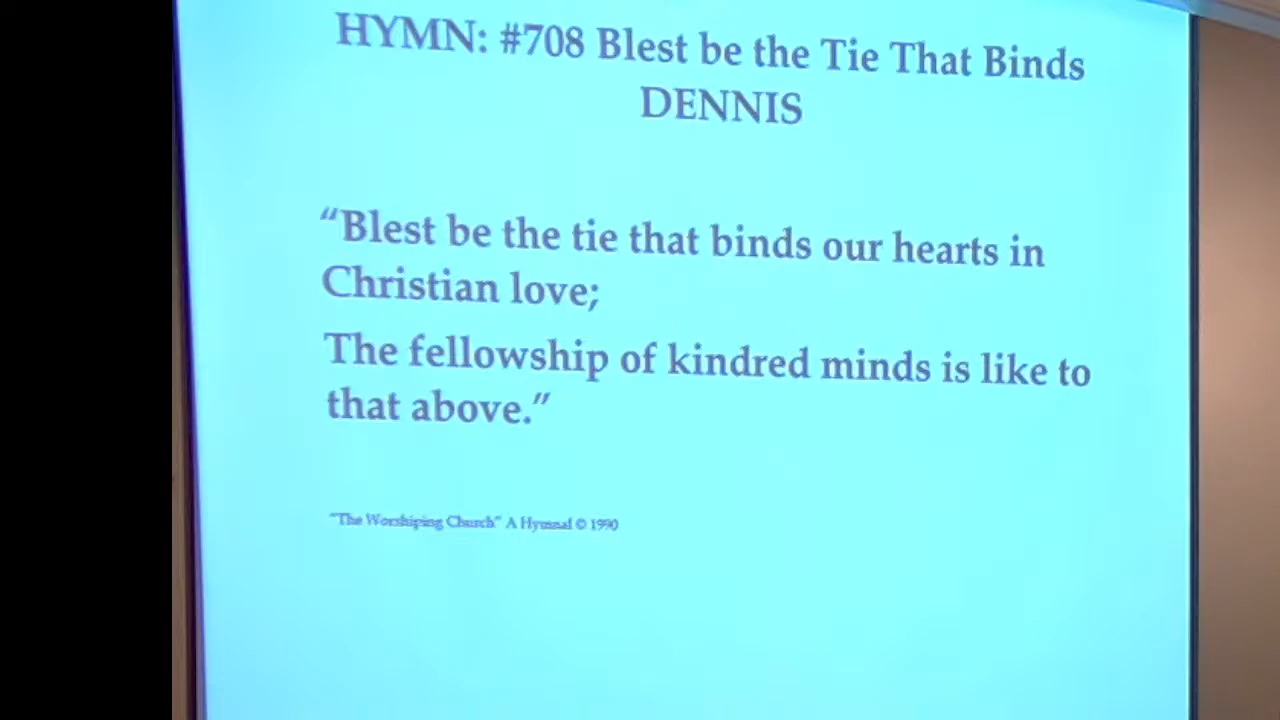 HYMN: #708 Blest be the Tie That Binds
DENNIS
“Blest be the tie that binds our hearts in
Christian love;
The fellowship of kindred minds is like to
that above.”
“The Worshiping Church” A Hymnal © 1990